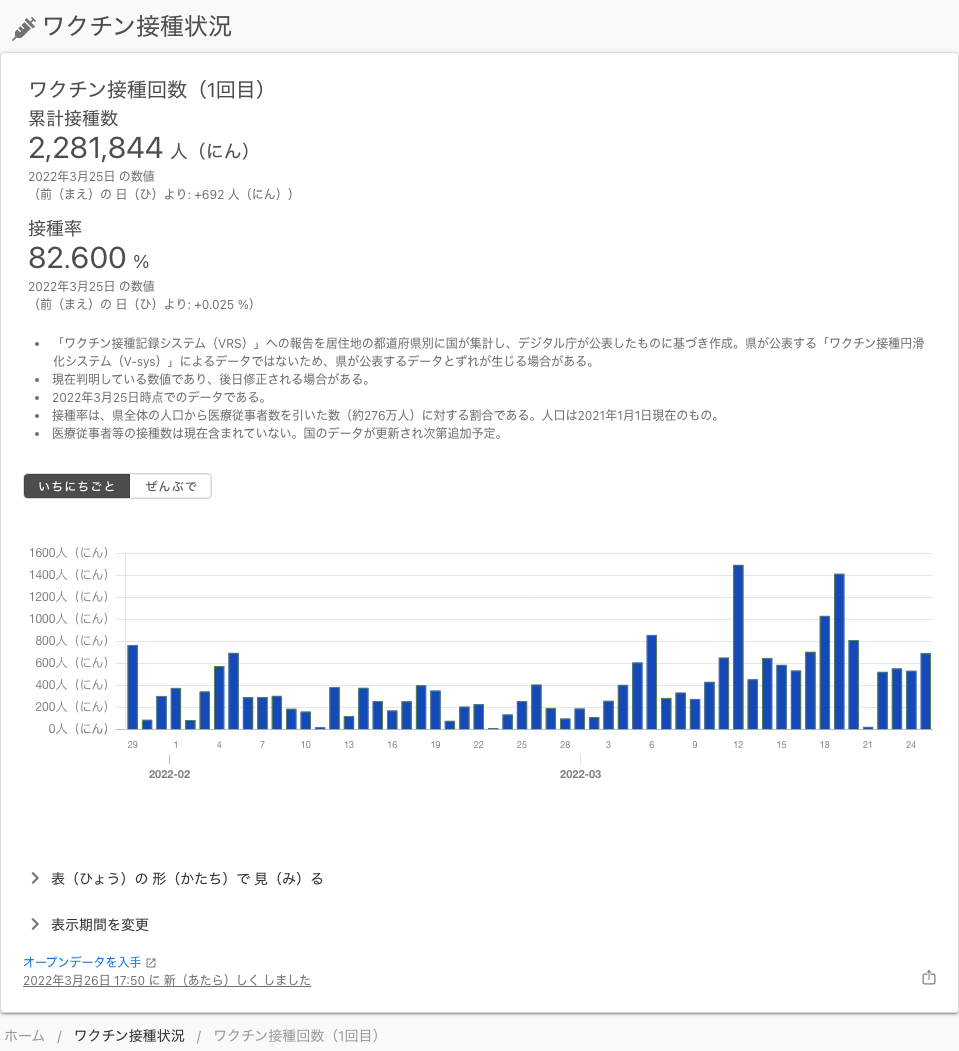 ワクチン接種状況
ワクチン接種回数（1回目）
累計接種数
2,281,844 人（にん）
2022年3月25日 の数値
（前（まえ）の 日（ひ）より: +692 人（にん））
接種率
82.600 %
2022年3月25日 の数値
（前（まえ）の 日（ひ）より: +0.025 %）
• 「ワクチン接種記録システム（VRS）」への報告を居住地の都道府県別に国が集計し、デジタル庁が公表したものに基づき作成。県が公表する「ワクチン接種円滑
化システム（V-sys）」によるデータではないため、県が公表するデータとずれが生じる場合がある。
• 現在判明している数値であり、後日修正される場合がある。
• 2022年3月25日時点でのデータである。
• 接種率は、県全体の人口から医療従事者数を引いた数（約276万人）に対する割合である。人口は2021年1月1日現在のもの。
• 医療従事者等の接種数は現在含まれていない。国のデータが更新され次第追加予定。
いちにちごと ぜんぶで
1600人（にん）
1400人（にん）
1200人（にん）
1000人（にん）
800人（にん）
600人（にん）
400人（にん）
200人（にん）
0人（にん）
29 1 4 7 10 13 16 19 22 25 28 3 6 9 12 15 18 21 24
2022-02 2022-03
表（ひょう）の 形（かたち）で 見（み）る
表示期間を変更
オープンデータを入手
2022年3月26日 17:50 に 新（あたら）しく しました
ホーム / ワクチン接種状況 / ワクチン接種回数（1回目）